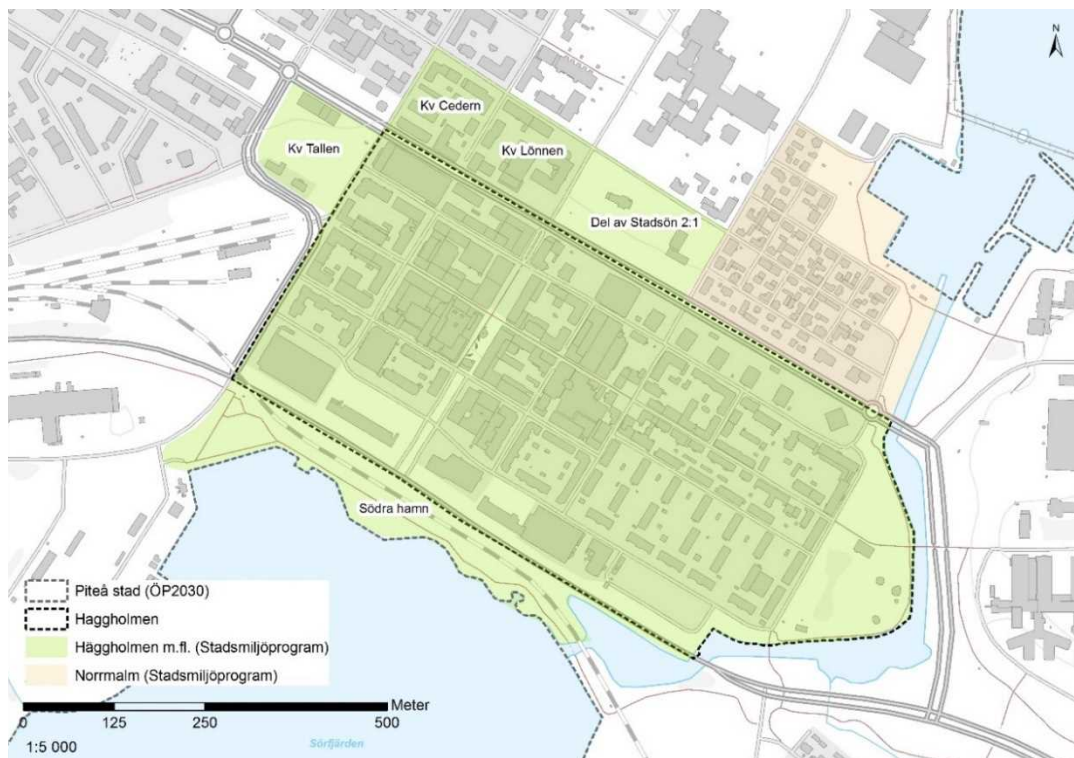 N
Kv Cedern
Kv Tallen
Kv Lönnen
Del av Stadsön 2:1
Södra hamn
Piteå stad (ÖP2030)
Haggholmen
Häggholmen m.fl. (Stadsmiljöprogram)
Norrmalm (Stadsmiljöprogram)
Meter
0 125 250 500
1:5 000
Sörfjärden